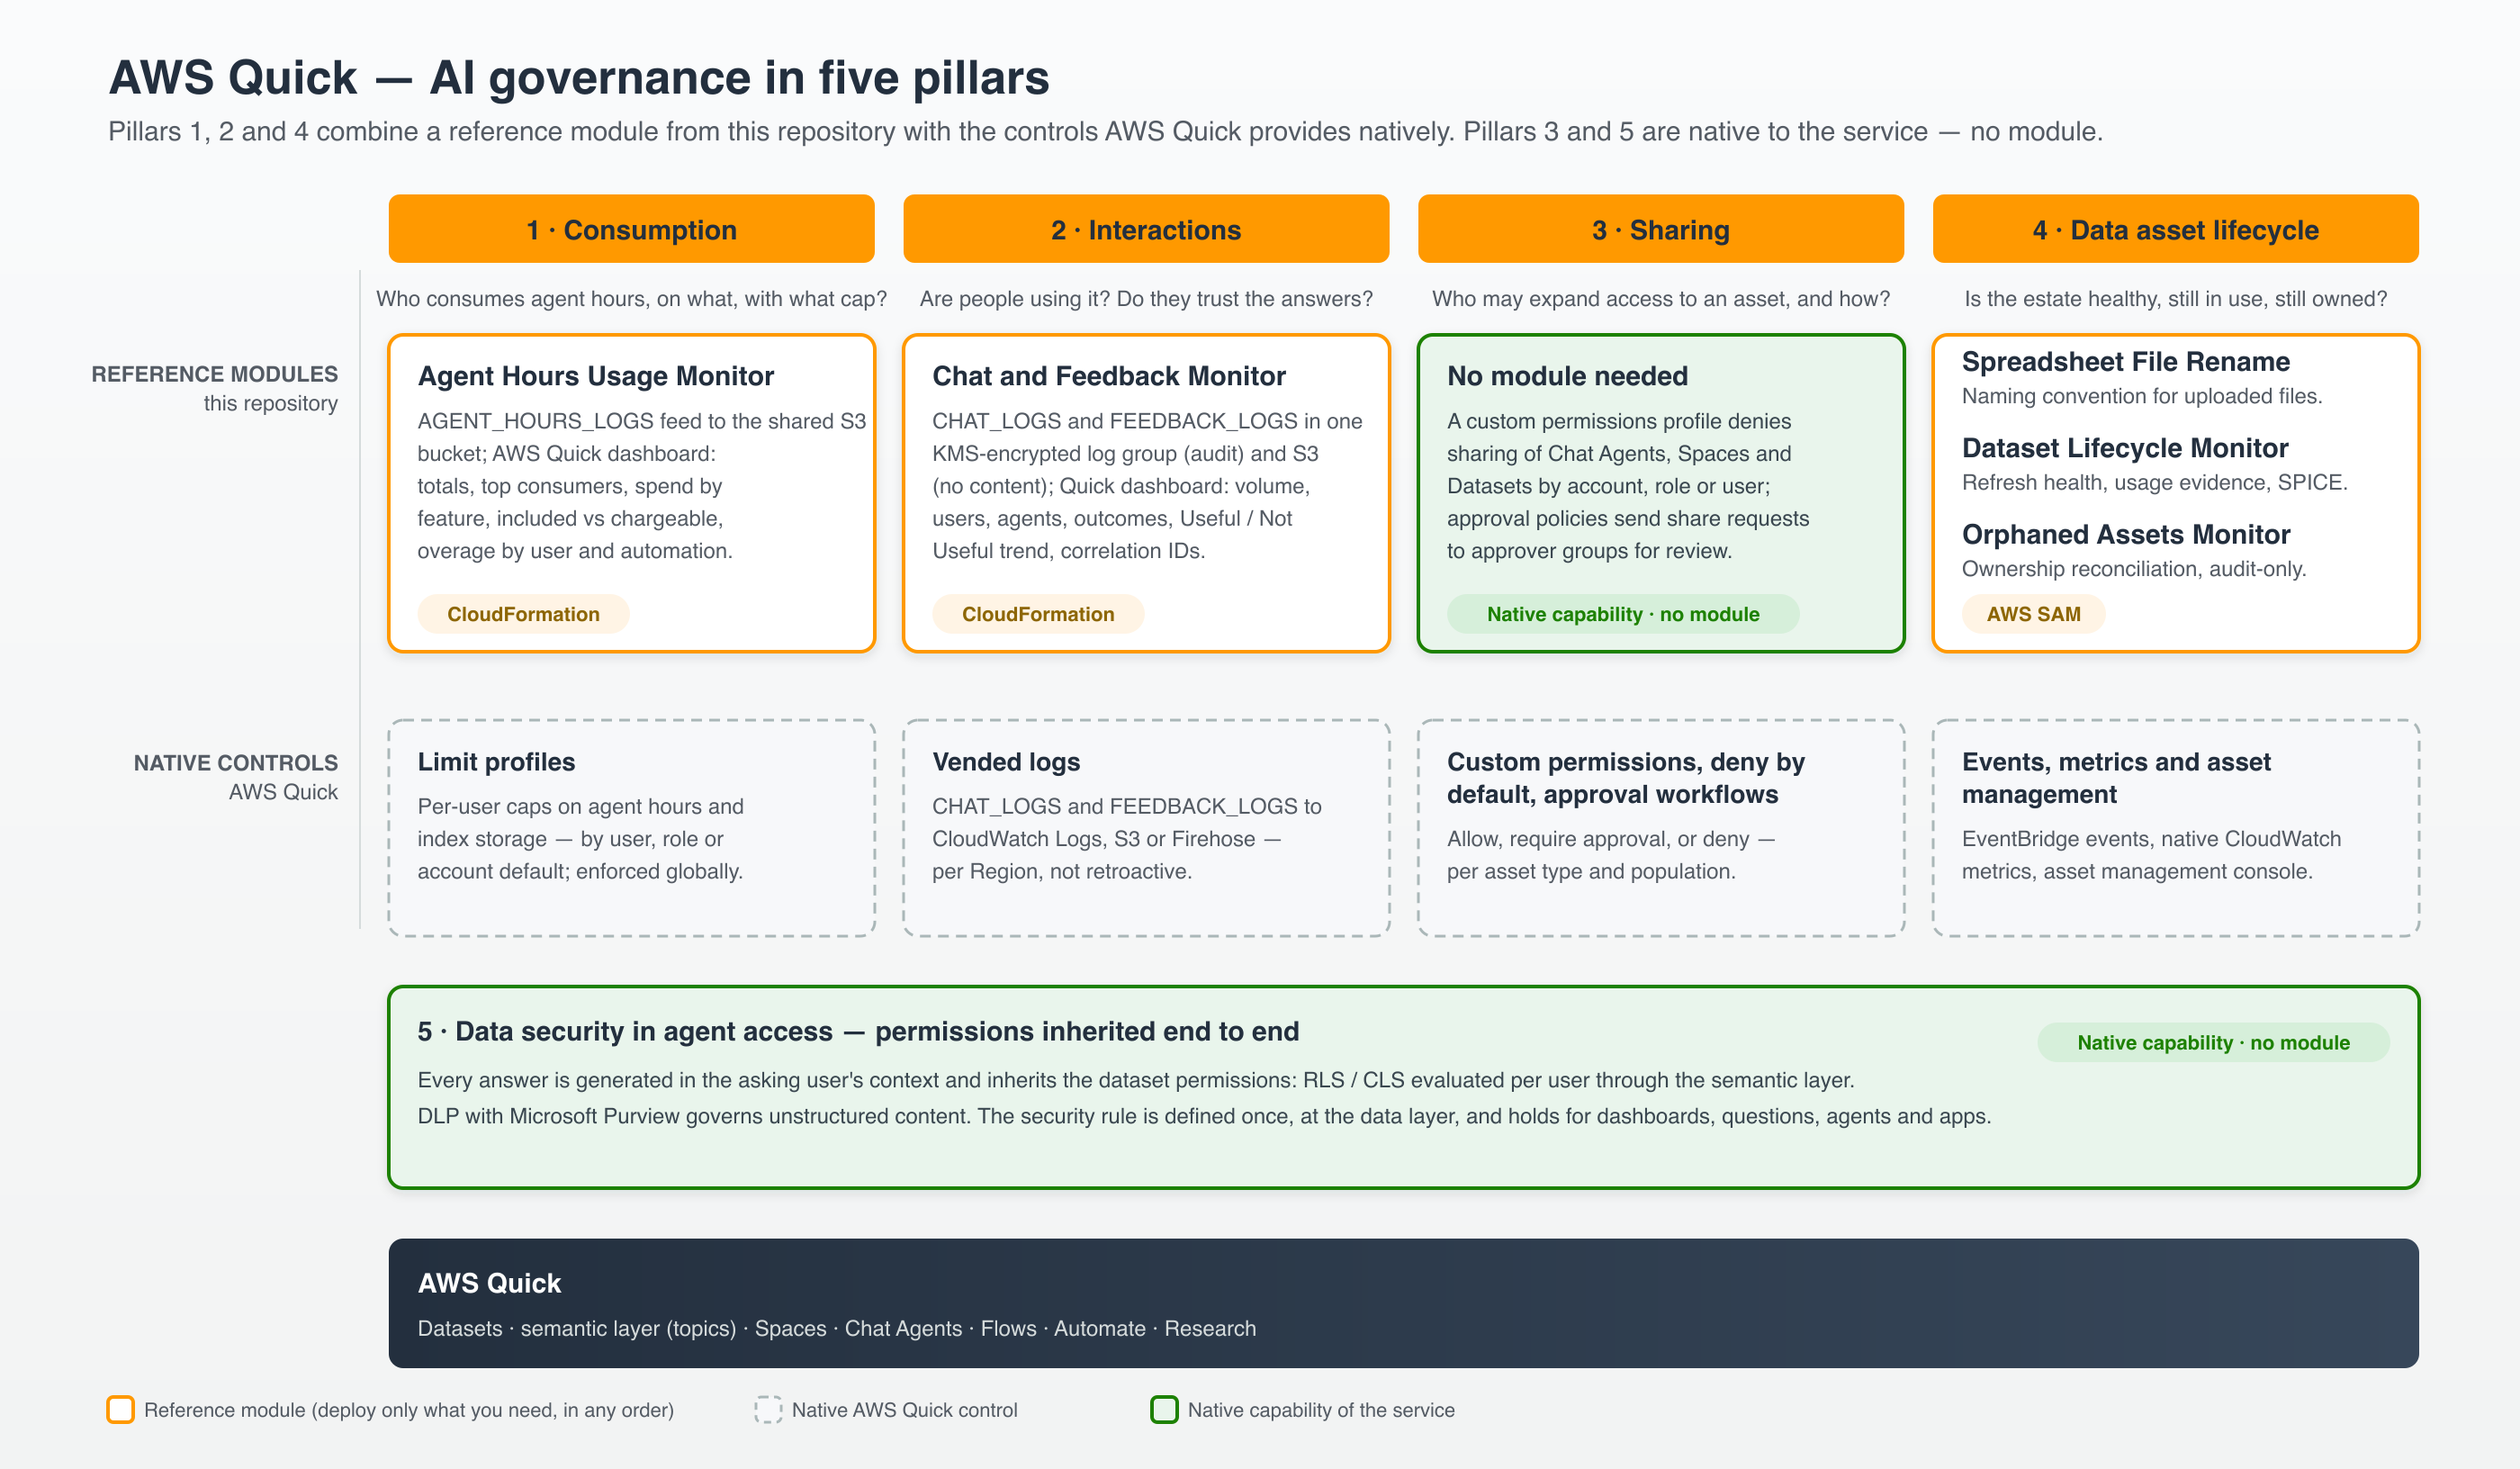 AWS Quick — AI governance in five pillars
Pillars 1, 2 and 4 combine a reference module from this repository with the controls AWS Quick provides natively. Pillars 3 and 5 are native to the service — no module.
1 · Consumption
2 · Interactions
3 · Sharing
4 · Data asset lifecycle
Who consumes agent hours, on what, with what cap?
Are people using it? Do they trust the answers?
Who may expand access to an asset, and how?
Is the estate healthy, still in use, still owned?
REFERENCE MODULES
this repository
Agent Hours Usage Monitor
AGENT_HOURS_LOGS feed to the shared S3
bucket; AWS Quick dashboard:
totals, top consumers, spend by
feature, included vs chargeable,
overage by user and automation.
CloudFormation
Chat and Feedback Monitor
CHAT_LOGS and FEEDBACK_LOGS in one
KMS-encrypted log group (audit) and S3
(no content); Quick dashboard: volume,
users, agents, outcomes, Useful / Not
Useful trend, correlation IDs.
CloudFormation
No module needed
A custom permissions profile denies
sharing of Chat Agents, Spaces and
Datasets by account, role or user;
approval policies send share requests
to approver groups for review.
Native capability · no module
Spreadsheet File Rename
Naming convention for uploaded files.
Dataset Lifecycle Monitor
Refresh health, usage evidence, SPICE.
Orphaned Assets Monitor
Ownership reconciliation, audit-only.
AWS SAM
NATIVE CONTROLS
AWS Quick
Limit profiles
Per-user caps on agent hours and
index storage — by user, role or
account default; enforced globally.
Vended logs
CHAT_LOGS and FEEDBACK_LOGS to
CloudWatch Logs, S3 or Firehose —
per Region, not retroactive.
Custom permissions, deny by
default, approval workflows
Allow, require approval, or deny —
per asset type and population.
Events, metrics and asset
management
EventBridge events, native CloudWatch
metrics, asset management console.
5 · Data security in agent access — permissions inherited end to end
Native capability · no module
Every answer is generated in the asking user's context and inherits the dataset permissions: RLS / CLS evaluated per user through the semantic layer.
DLP with Microsoft Purview governs unstructured content. The security rule is defined once, at the data layer, and holds for dashboards, questions, agents and apps.
AWS Quick
Datasets · semantic layer (topics) · Spaces · Chat Agents · Flows · Automate · Research
Reference module (deploy only what you need, in any order)
Native AWS Quick control
Native capability of the service